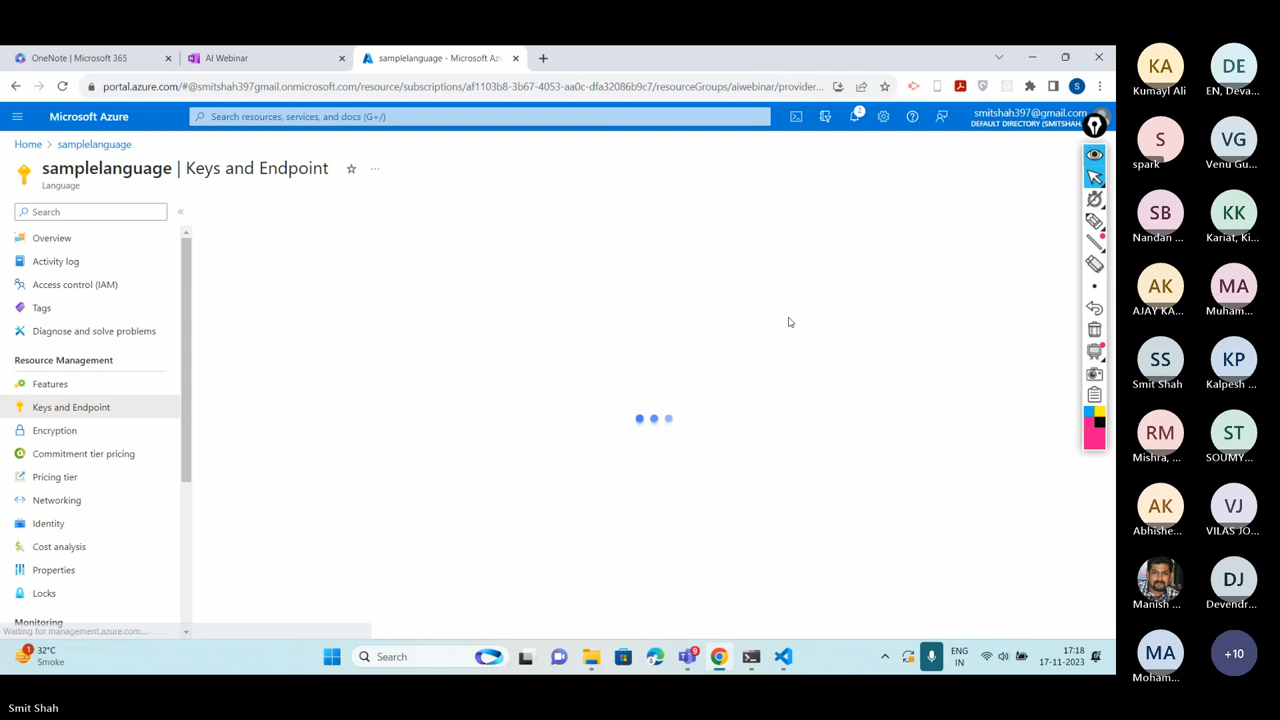 OneNote | Microsoft 365
AI Webinar
samplelanguage - Microsoft Az
portal.azure.com/#@smitshah397gmail.onmicrosoft.com/resource/subscriptions/af1103b8-3b67-4053-aa0c-dfa32086b9c7/resourceGroups/aiwebinar/provider...
Microsoft Azure
Search resources, services, and docs (G+/)
2
smitshah397@gmail.com
DEFAULT DIRECTORY (SMITSHAH...
Home > samplelanguage
samplelanguage | Keys and Endpoint
Language
Search
Overview
Activity log
Access control (IAM)
Tags
Diagnose and solve problems
Resource Management
Features
Keys and Endpoint
Encryption
Commitment tier pricing
Pricing tier
Networking
Identity
Cost analysis
Properties
Locks
Monitoring
Waiting for management.azure.com...
1
32°C
Smoke
Search
9
ENG
IN
17:18
17-11-2023
KA
Kumayl Ali
DE
EN, Deva...
S
spark
VG
Venu Gu...
SB
Nandan ...
KK
Kariat, Ki...
AK
AJAY KA...
MA
Muham...
SS
Smit Shah
KP
Kalpesh ...
RM
Mishra, ...
ST
SOUMY...
AK
Abhishe...
VJ
VILAS JO...
Manish ...
DJ
Devendr...
MA
Moham...
+10
Smit Shah